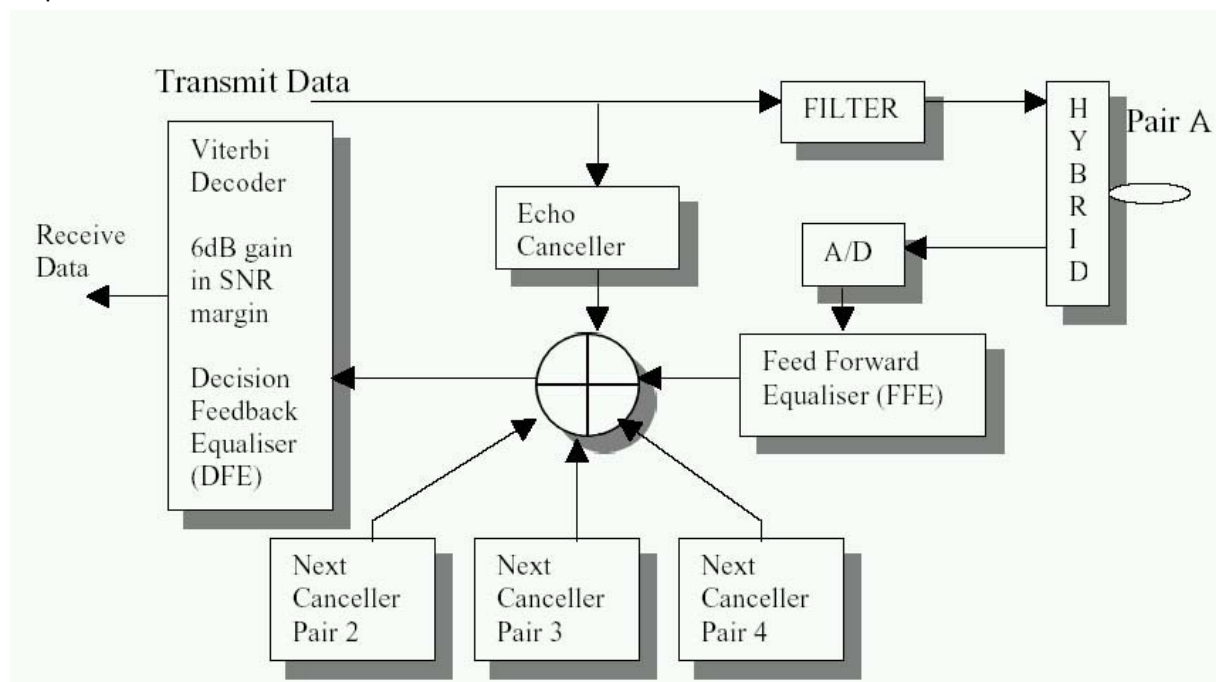 Transmit Data
FILTER
H
Y
B
R
I
D
Pair A
Viterbi
Decoder
6dB gain
in SNR
margin
Decision
Feedback
Equaliser
(DFE)
Receive
Data
Echo
Canceller
A/D
Feed Forward
Equaliser (FFE)
Next
Canceller
Pair 2
Next
Canceller
Pair 3
Next
Canceller
Pair 4